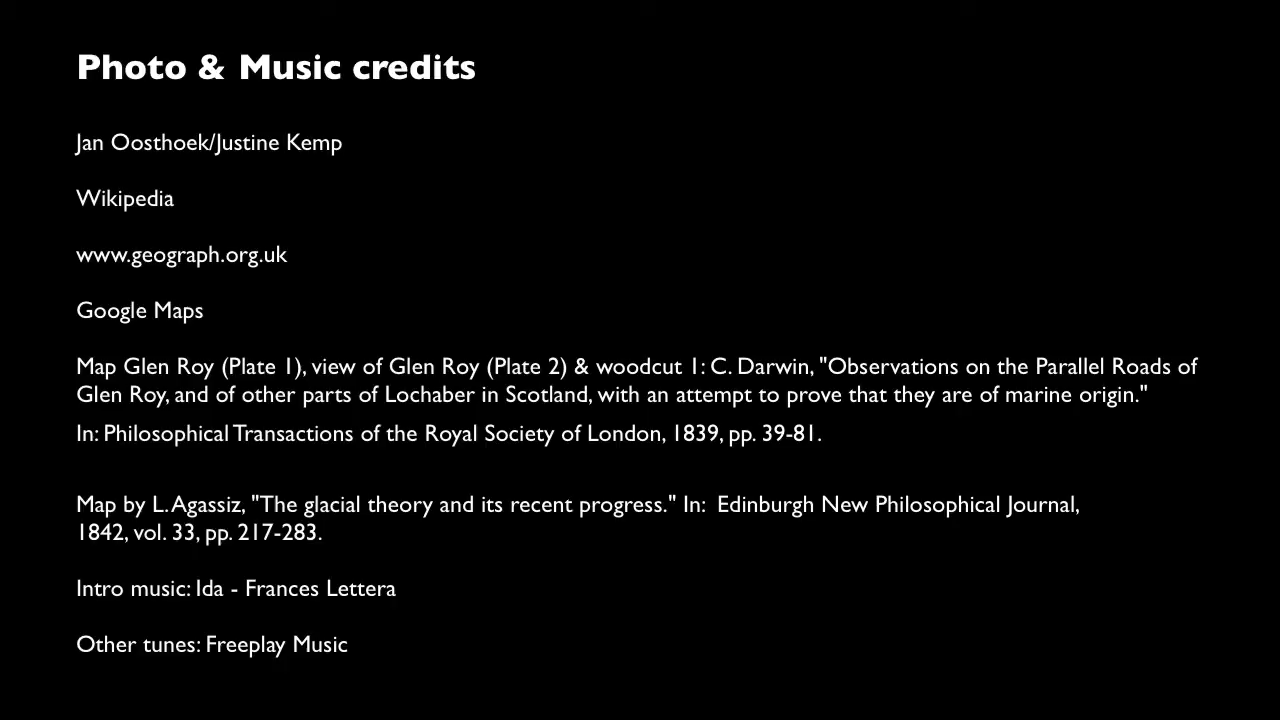 Photo & Music credits
Jan Oosthoek/Justine Kemp
Wikipedia
www.geograph.org.uk
Google Maps
Map Glen Roy (Plate 1), view of Glen Roy (Plate 2) & woodcut 1: C. Darwin, "Observations on the Parallel Roads of
Glen Roy, and of other parts of Lochaber in Scotland, with an attempt to prove that they are of marine origin."
In: Philosophical Transactions of the Royal Society of London, 1839, pp. 39-81.
Map by L. Agassiz, "The glacial theory and its recent progress." In:  Edinburgh New Philosophical Journal,
1842, vol. 33, pp. 217-283.
Intro music: Ida - Frances Lettera
Other tunes: Freeplay Music